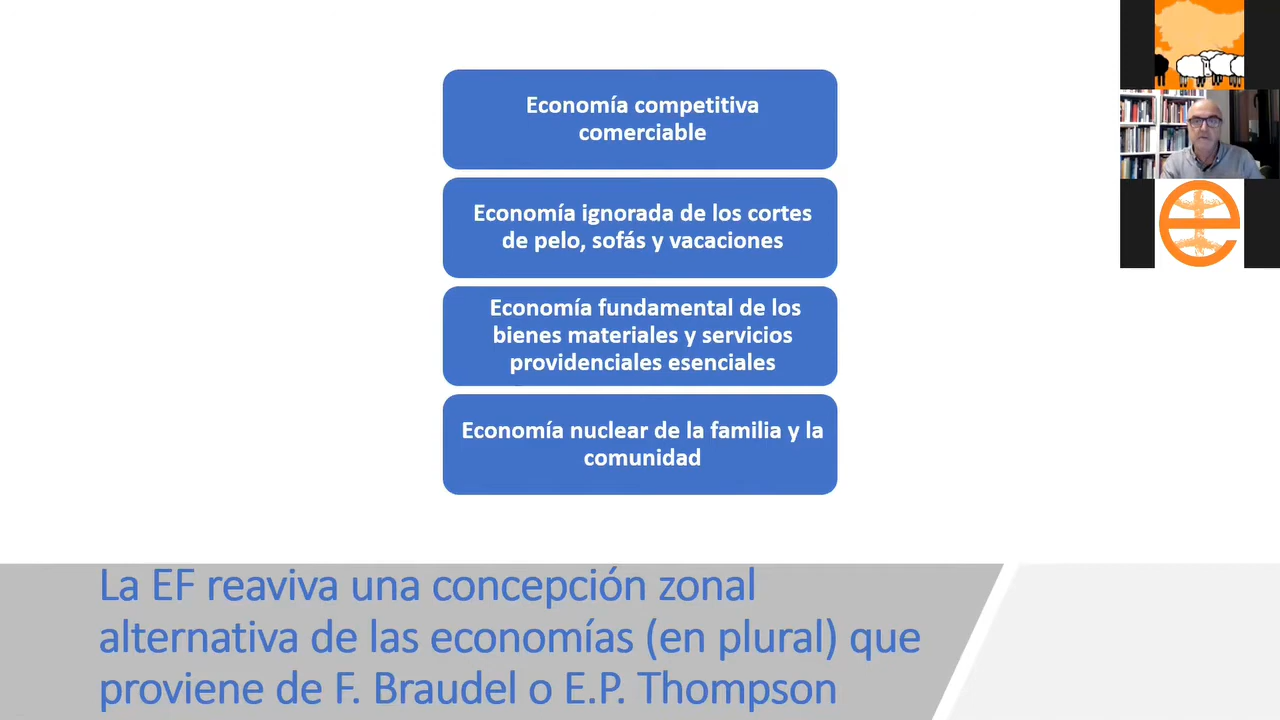 Economía competitiva
comerciable
Economía ignorada de los cortes
de pelo, sofás y vacaciones
Economía fundamental de los
bienes materiales y servicios
providenciales esenciales
Economía nuclear de la familia y la
comunidad
La EF reaviva una concepción zonal
alternativa de las economías (en plural) que
proviene de F. Braudel o E.P. Thompson
e